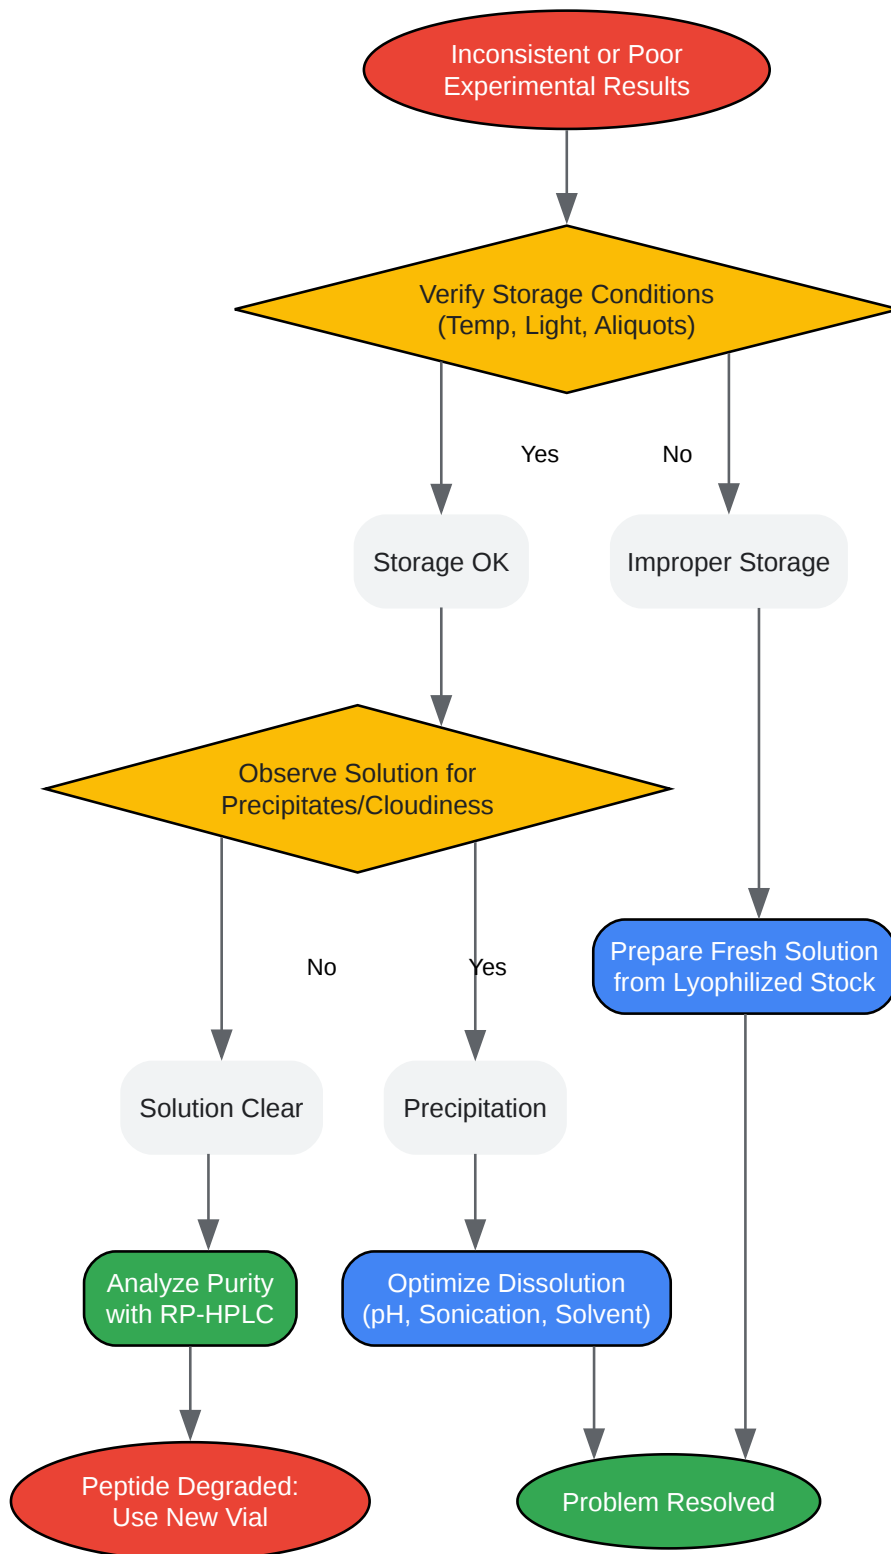 Inconsistent or Poor
Experimental Results
Verify Storage Conditions
(Temp, Light, Aliquots)
Yes
No
Storage OK
Improper Storage
Observe Solution for
Precipitates/Cloudiness
No
Yes
Prepare Fresh Solution
from Lyophilized Stock
Solution Clear
Precipitation
Analyze Purity
with RP-HPLC
Optimize Dissolution
(pH, Sonication, Solvent)
Peptide Degraded:
Use New Vial
Problem Resolved